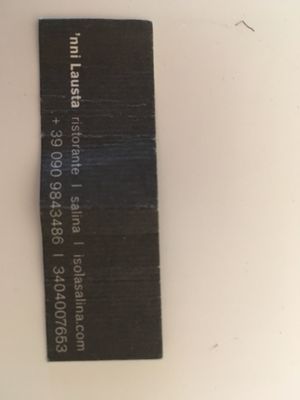 'nni Lausta ristorante | salina | isolasalina.com
+ 39 090 9843486 | 3404007653